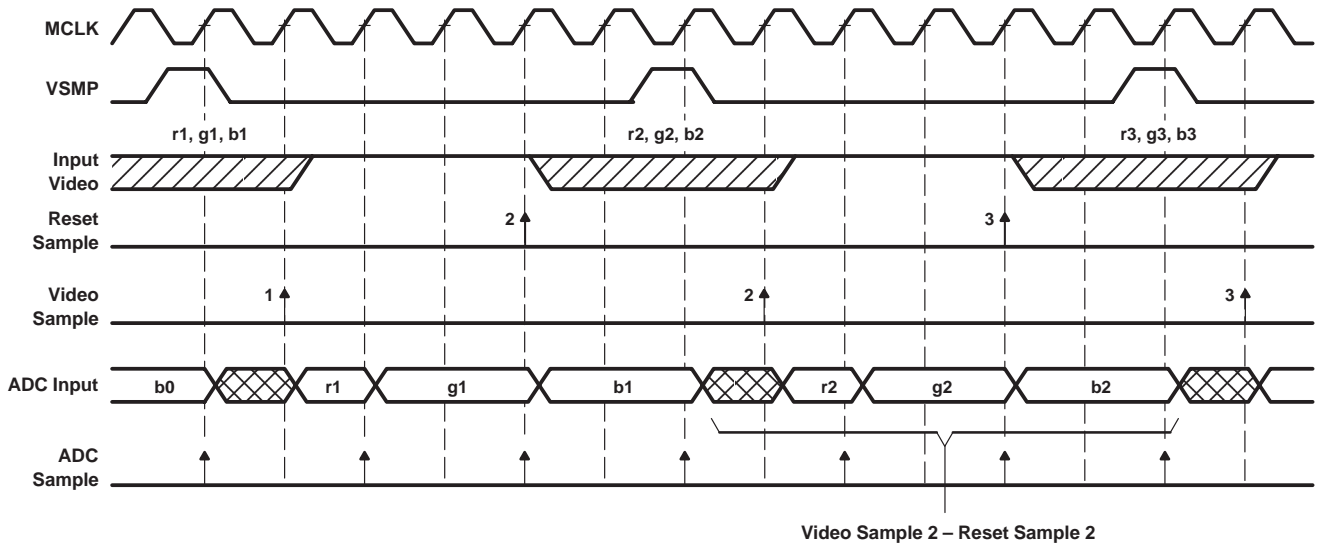 MCLK
VSMP
r1, g1, b1 r2, g2, b2 r3, g3, b3
Input
Video
Reset
Sample
2 3
Video
Sample
1 2 3
ADC Input
b0 r1 g1 b1 r2 g2 b2
ADC
Sample
Video Sample 2 – Reset Sample 2